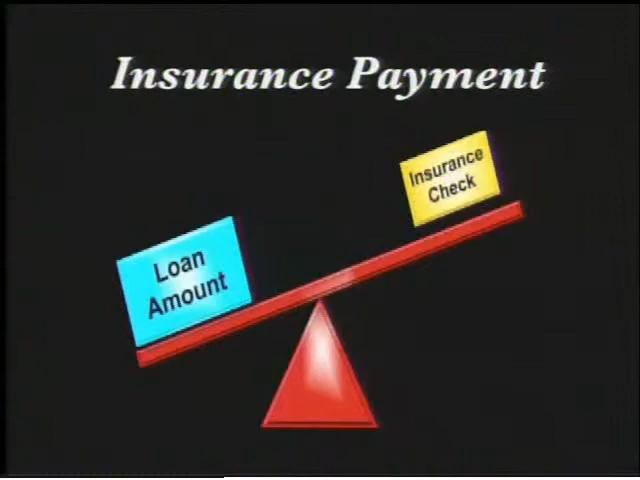 Insurance Payment
Insurance
Check
Loan
Amount